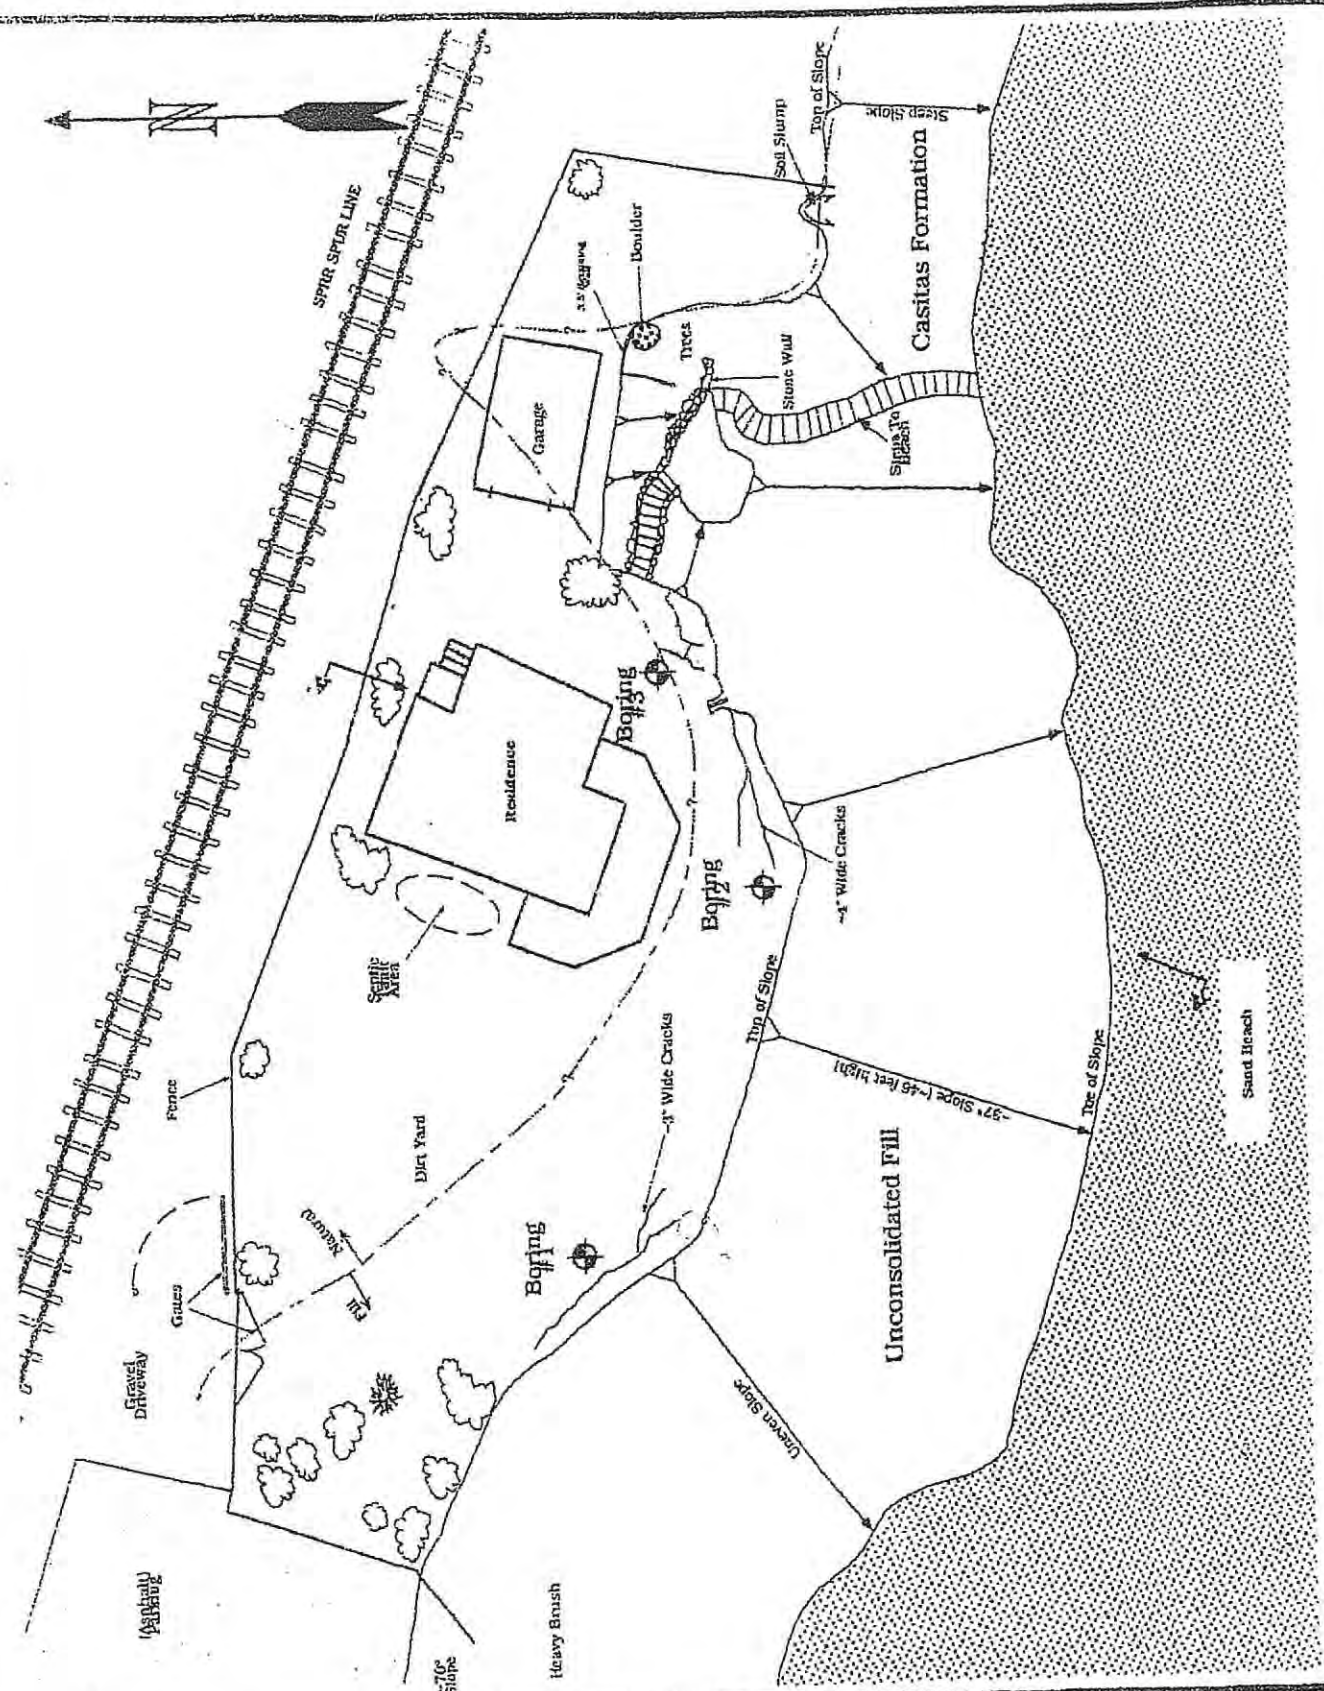 N
SPRR SPUR LINE
Top of Slope
Steep Slope
Soil Slump
Casitas Formation
Boulder
Trees
Stone Wall
Garage
Beach
Boring
#3
Residence
Boring
#2
~4" Wide Cracks
Septic
Vault
Area
Top of Slope
~3" Wide Cracks
~37° Slope (~46 feet high)
Toe of Slope
Sand Beach
Fence
Dirt Yard
Natural
Fill
Boring
#1
Unconsolidated Fill
Gates
Gravel
Driveway
Uneven Slope
(Asphalt)
Parking
Heavy Brush
~70°
Slope